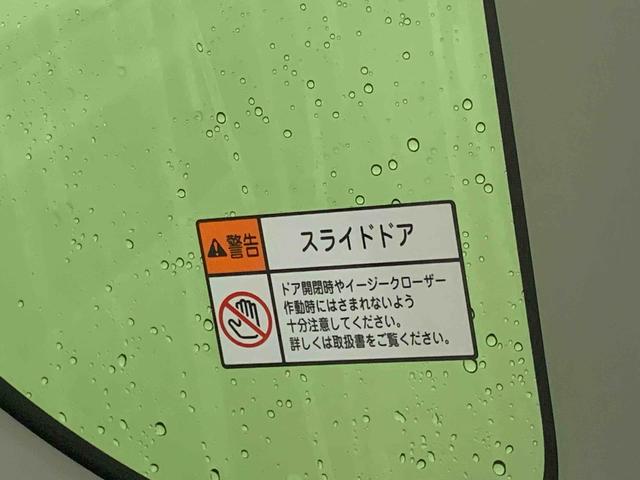 警告
スライドドア
ドア開閉時やイージークローザー
作動時にはさまれないよう
十分注意してください。
詳しくは取扱書をご覧ください。